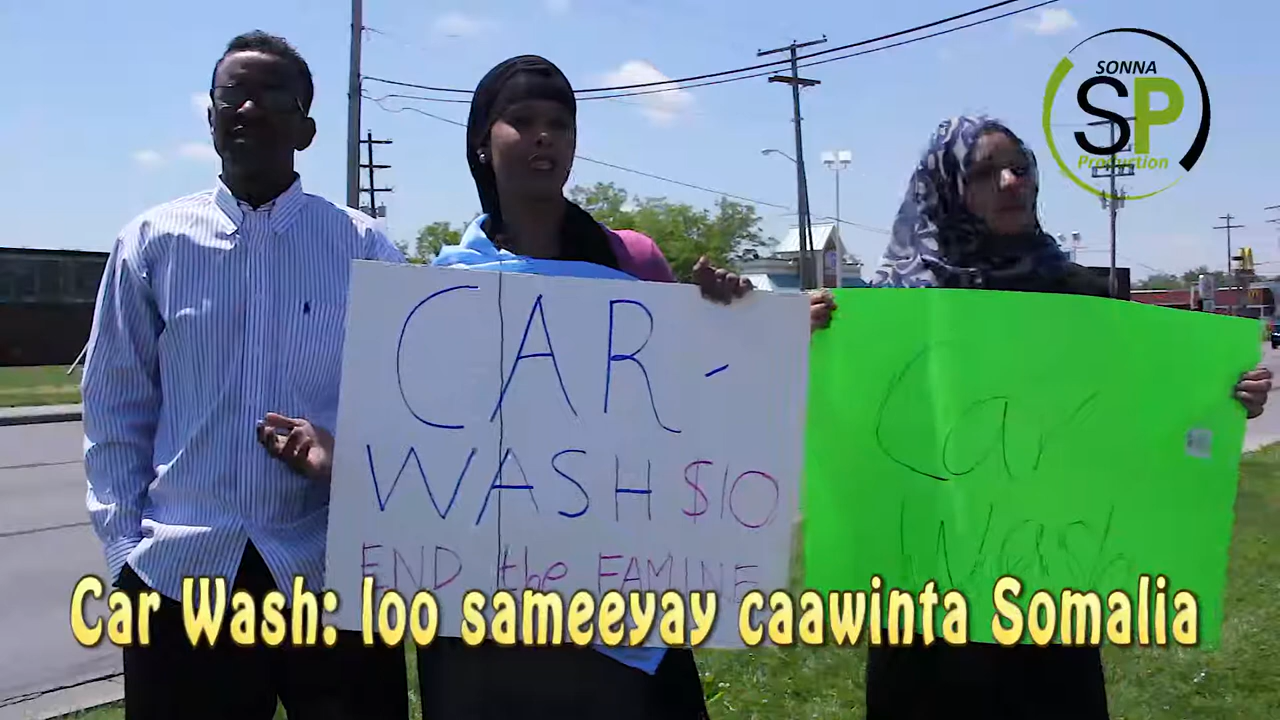 SONNA
SP
Production
CAR-
WASH $10
END the FAMINE
Car
Wash
Car Wash: loo sameeyay caawinta Somalia